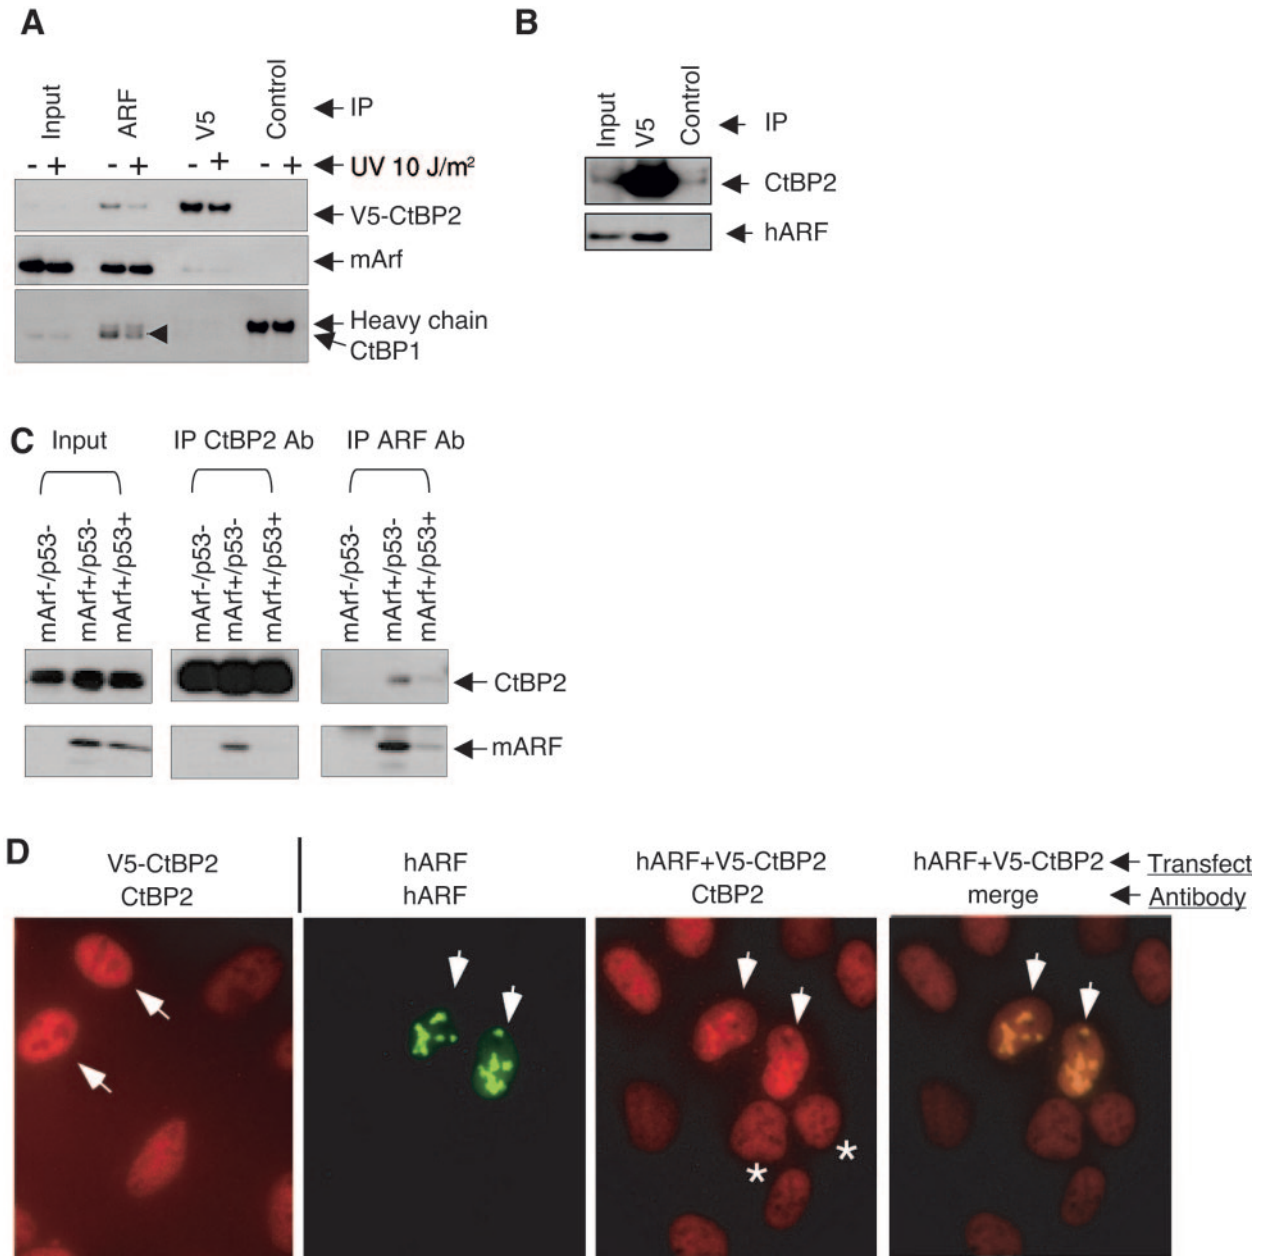 A
Input
ARF
V5
Control
IP
- + - + - + - +
UV 10 J/m²
V5-CtBP2
mArf
Heavy chain
CtBP1
B
Input
V5
Control
IP
CtBP2
hARF
C
Input
IP CtBP2 Ab
IP ARF Ab
mArf-/p53-
mArf+/p53-
mArf+/p53+
mArf-/p53-
mArf+/p53-
mArf+/p53+
mArf-/p53-
mArf+/p53-
mArf+/p53+
CtBP2
mARF
D
V5-CtBP2
CtBP2
hARF
hARF
hARF+V5-CtBP2
CtBP2
hARF+V5-CtBP2
merge
Transfect
Antibody
*
*